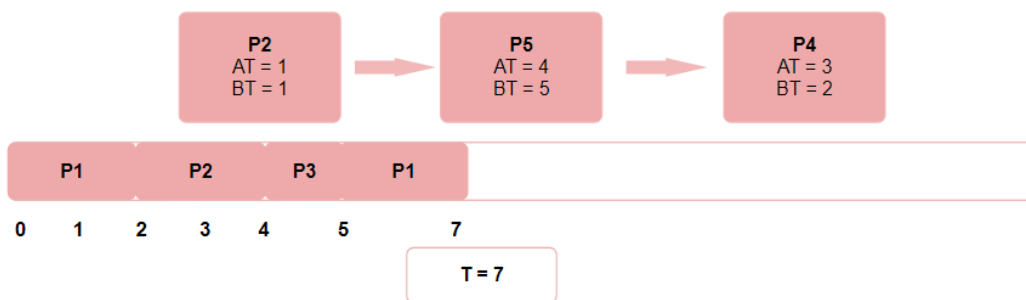 P2
AT = 1
BT = 1
P5
AT = 4
BT = 5
P4
AT = 3
BT = 2
P1 P2 P3 P1
0 1 2 3 4 5 7
T = 7